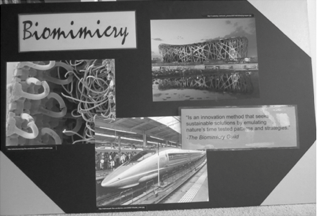 Biomimicry
"Is an innovation method that seeks
sustainable solutions by emulating
nature's time tested patterns and strategies"
-The Biomimicry